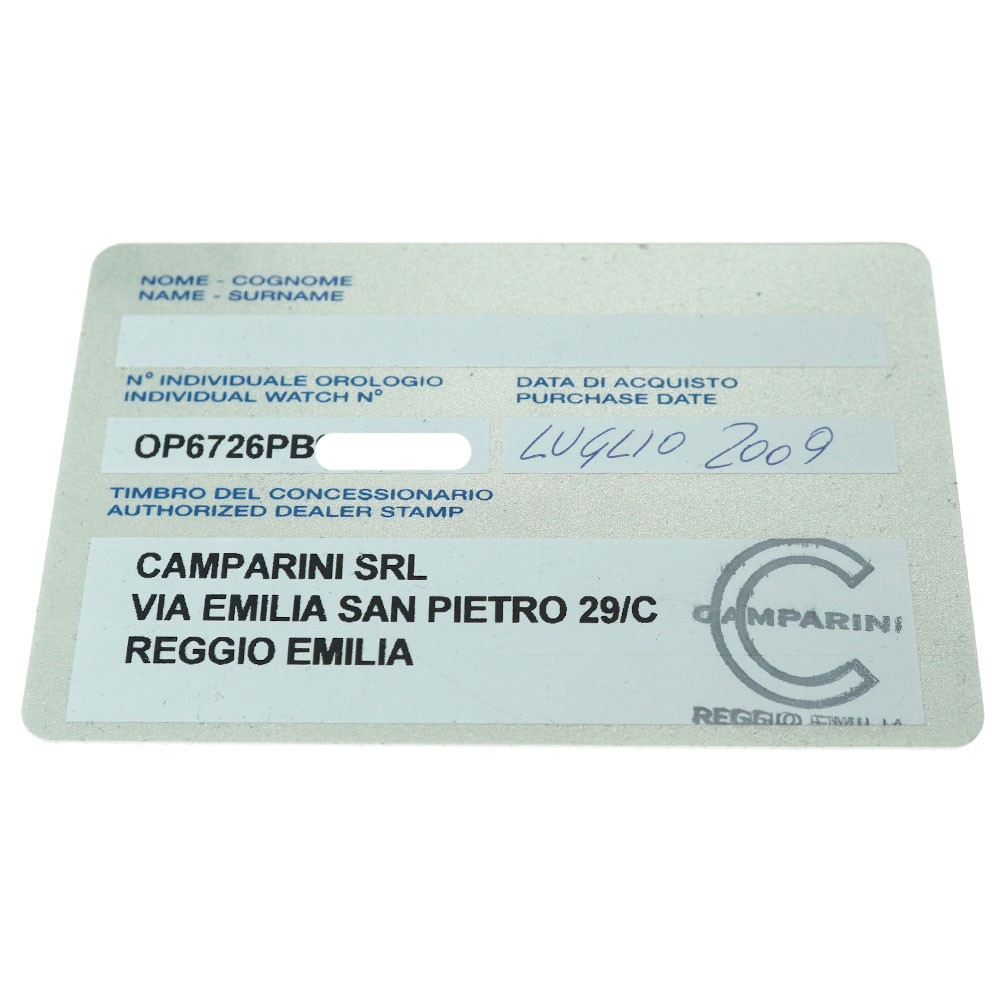 NOME - COGNOME
NAME - SURNAME
N° INDIVIDUALE OROLOGIO
INDIVIDUAL WATCH N°
DATA DI ACQUISTO
PURCHASE DATE
OP6726PB
LUGLIO 2009
TIMBRO DEL CONCESSIONARIO
AUTHORIZED DEALER STAMP
CAMPARINI SRL
VIA EMILIA SAN PIETRO 29/C
REGGIO EMILIA
C
CAMPARINI
REGGIO EMILIA